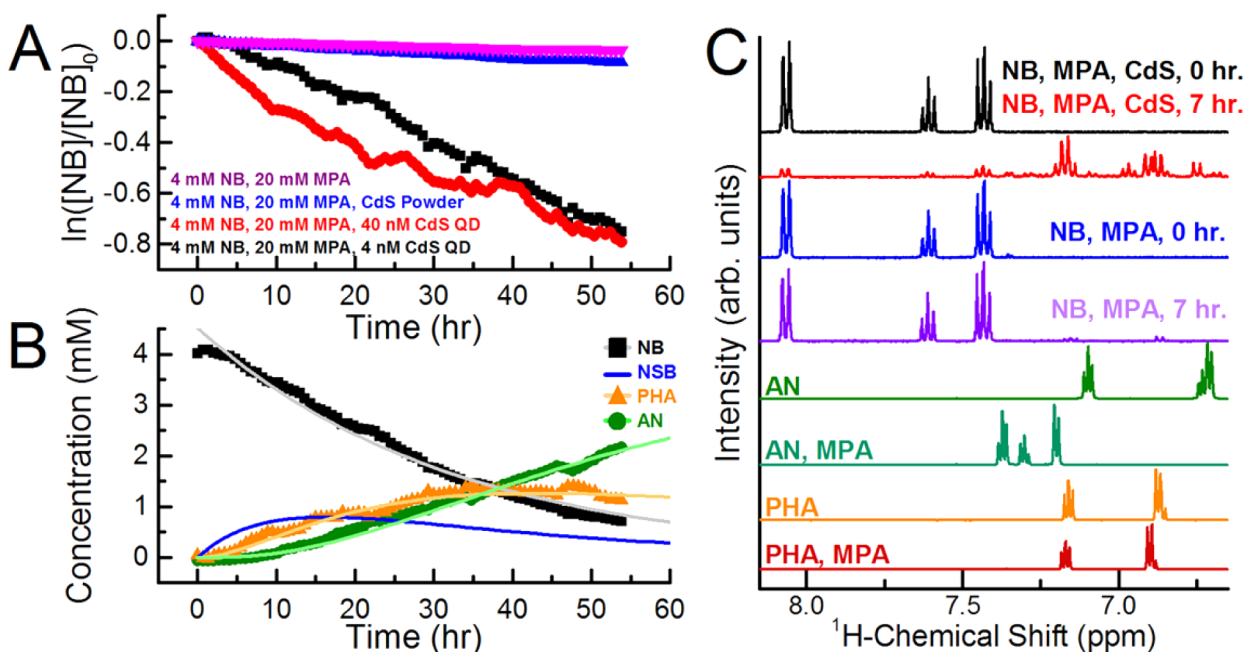 A
ln([NB]/[NB]0)
0.0
-0.2
-0.4
-0.6
-0.8
4 mM NB, 20 mM MPA
4 mM NB, 20 mM MPA, CdS Powder
4 mM NB, 20 mM MPA, 40 nM CdS QD
4 mM NB, 20 mM MPA, 4 nM CdS QD
0 10 20 30 40 50 60
Time (hr)
B
Concentration (mM)
4
3
2
1
0
NB
NSB
PHA
AN
0 10 20 30 40 50 60
Time (hr)
C
Intensity (arb. units)
NB, MPA, CdS, 0 hr.
NB, MPA, CdS, 7 hr.
NB, MPA, 0 hr.
NB, MPA, 7 hr.
AN
AN, MPA
PHA
PHA, MPA
8.0 7.5 7.0
1H-Chemical Shift (ppm)